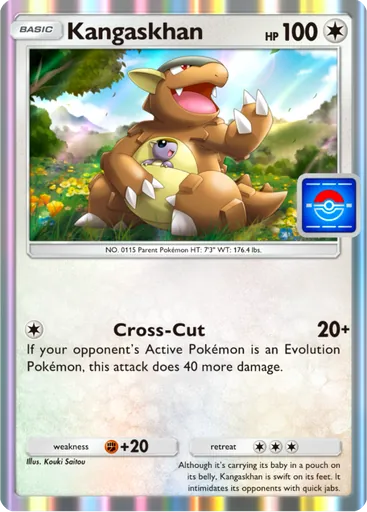 BASIC Kangaskhan HP 100
NO. 0115 Parent Pokémon HT: 7'3" WT: 176.4 lbs.
Cross-Cut 20+
If your opponent's Active Pokémon is an Evolution
Pokémon, this attack does 40 more damage.
weakness +20 retreat
Illus. Kouki Saitou
Although it's carrying its baby in a pouch on
its belly, Kangaskhan is swift on its feet. It
intimidates its opponents with quick jabs.